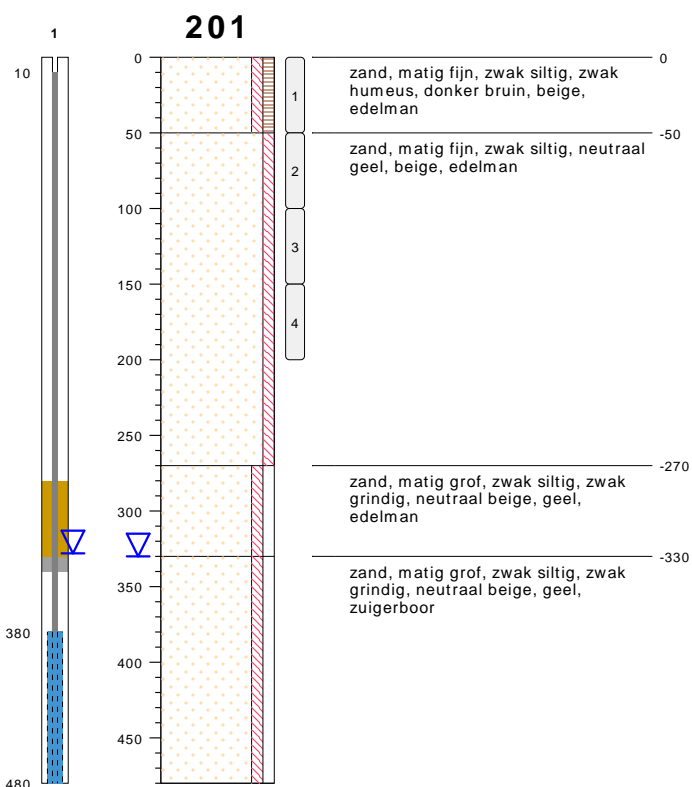 201
1
10
380
480
0
50
100
150
200
250
300
350
400
450
1
2
3
4
zand, matig fijn, zwak siltig, zwak
humeus, donker bruin, beige,
edelman
0
zand, matig fijn, zwak siltig, neutraal
geel, beige, edelman
-50
zand, matig grof, zwak siltig, zwak
grindig, neutraal beige, geel,
edelman
-270
zand, matig grof, zwak siltig, zwak
grindig, neutraal beige, geel,
zuigerboor
-330